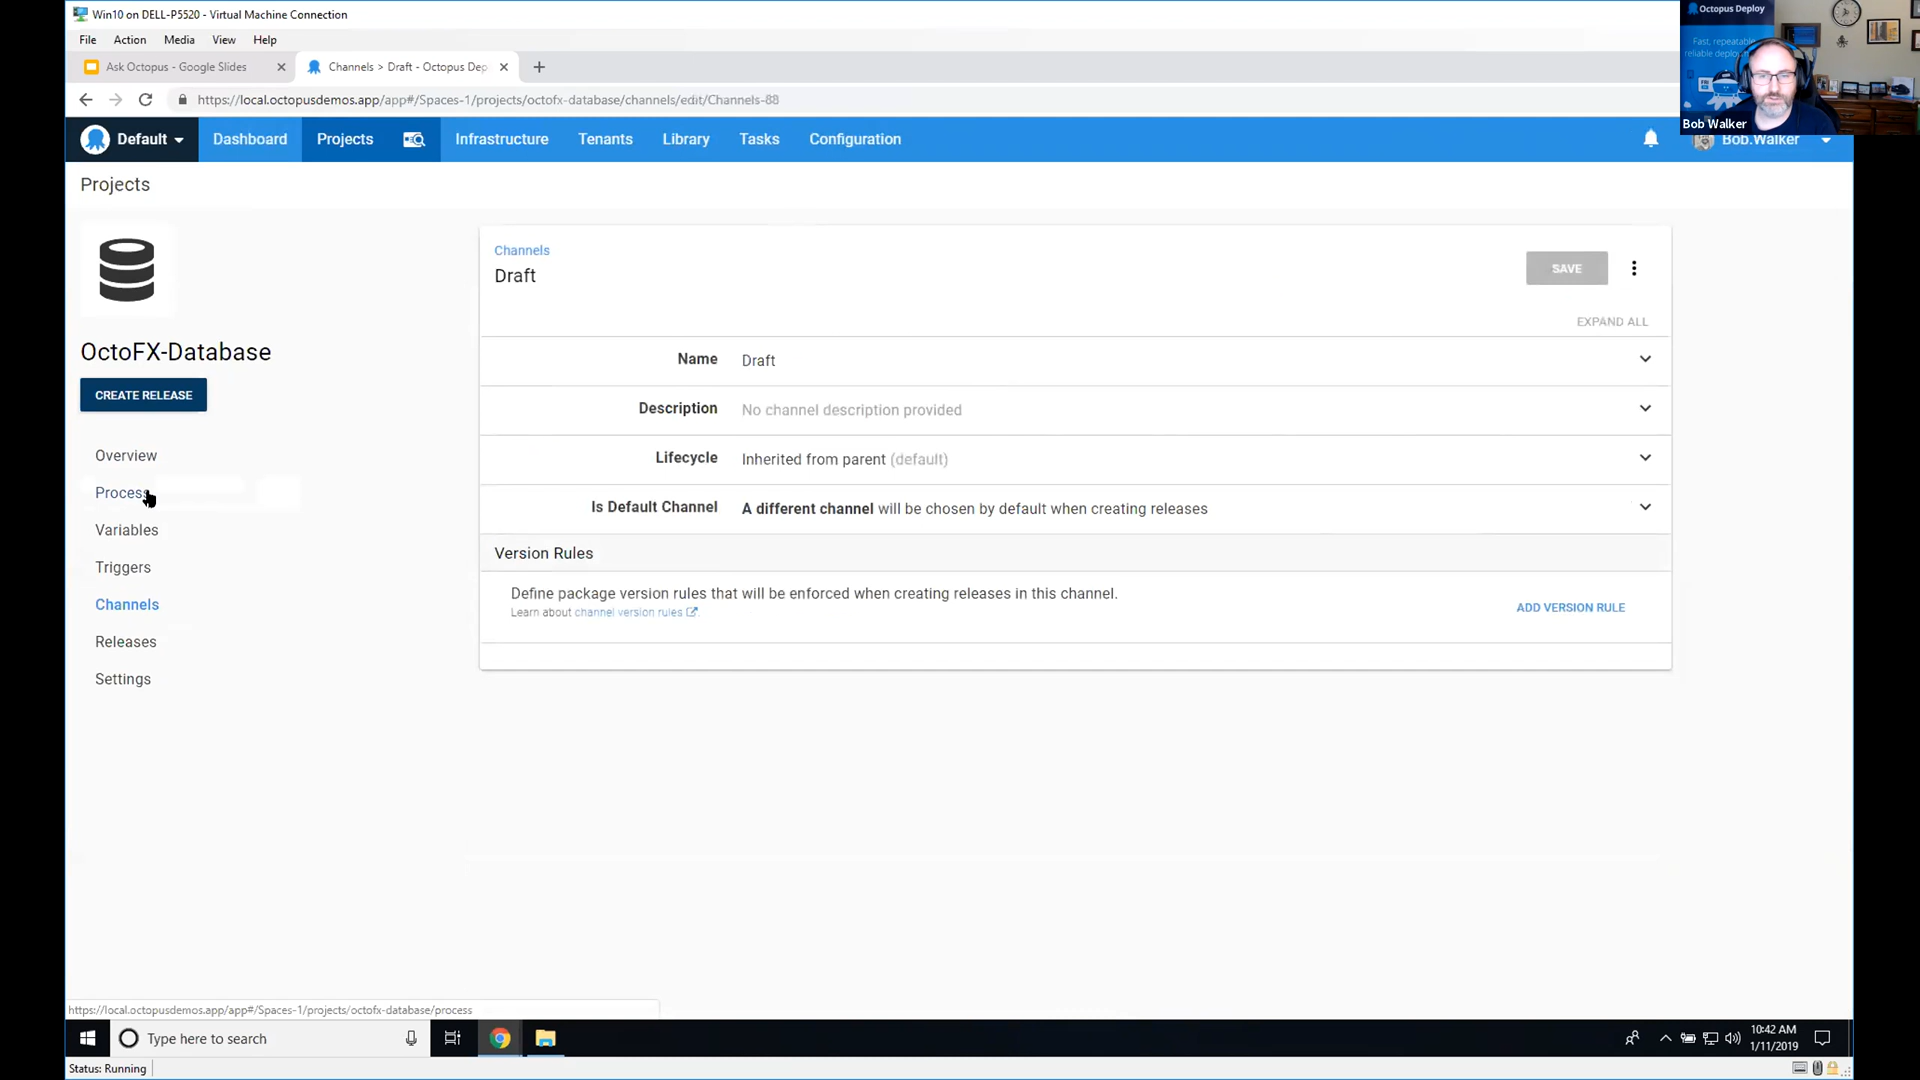 Win10 on DELL-P5520 - Virtual Machine Connection
File Action Media View Help
Ask Octopus - Google Slides
Channels > Draft - Octopus Dep
https://local.octopusdemos.app/app#/Spaces-1/projects/octofx-database/channels/edit/Channels-88
Octopus Deploy
Fast, repeatable
reliable deploy
Bob Walker
Default Dashboard Projects Infrastructure Tenants Library Tasks Configuration
Bob.Walker
Projects
OctoFX-Database
CREATE RELEASE
Overview
Process
Variables
Triggers
Channels
Releases
Settings
Channels
Draft
SAVE
EXPAND ALL
Name Draft
Description No channel description provided
Lifecycle Inherited from parent (default)
Is Default Channel A different channel will be chosen by default when creating releases
Version Rules
Define package version rules that will be enforced when creating releases in this channel.
Learn about channel version rules .
ADD VERSION RULE
https://local.octopusdemos.app/app#/Spaces-1/projects/octofx-database/process
Type here to search
10:42 AM
1/11/2019
Status: Running